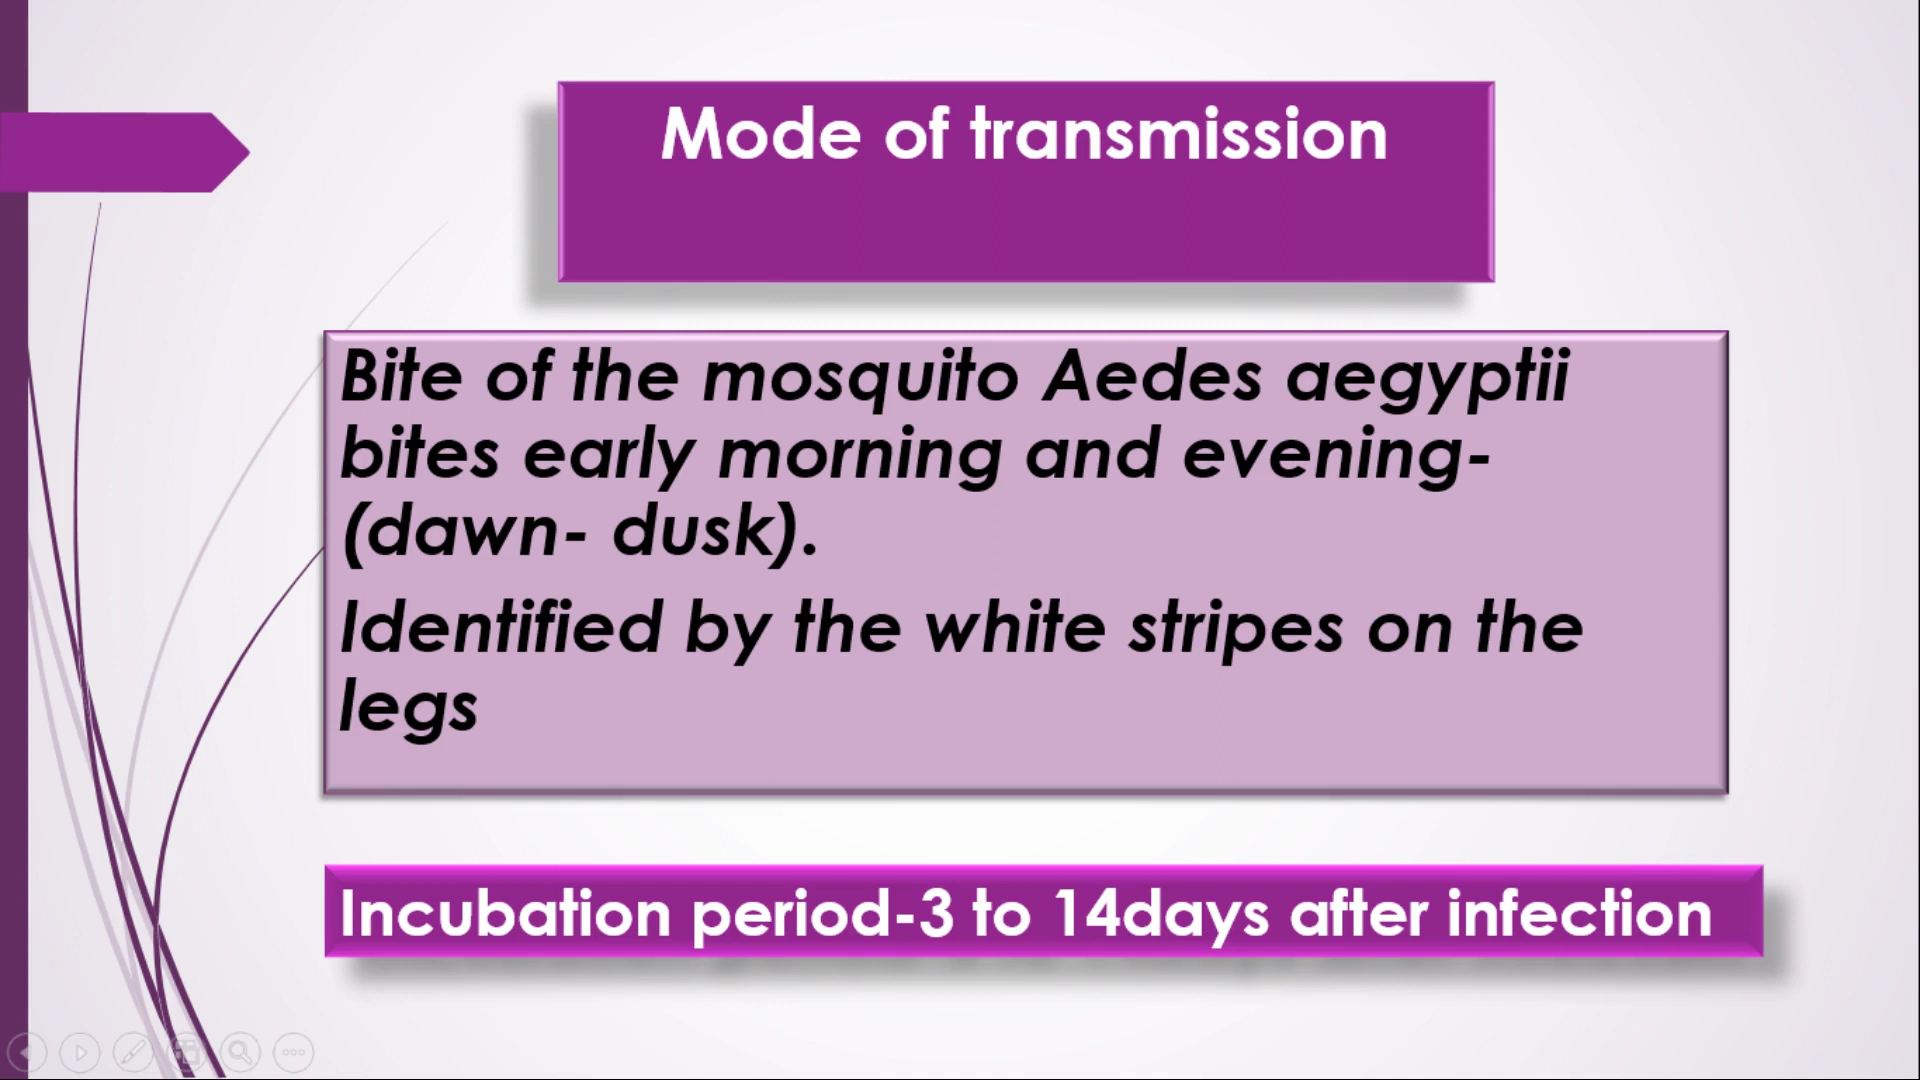 Mode of transmission
Bite of the mosquito Aedes aegyptii
bites early morning and evening-
(dawn- dusk).
Identified by the white stripes on the
legs
Incubation period-3 to 14days after infection